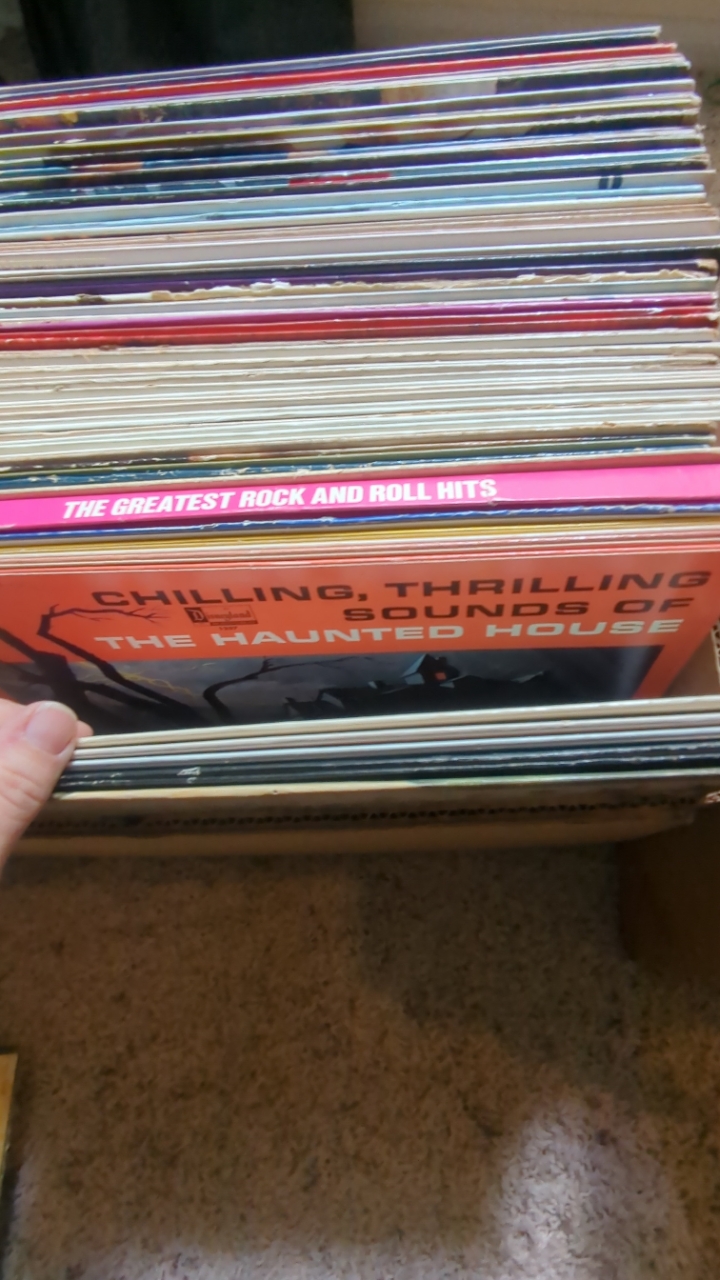 THE GREATEST ROCK AND ROLL HITS
CHILLING, THRILLING
Disneyland
SOUNDS OF
THE HAUNTED HOUSE